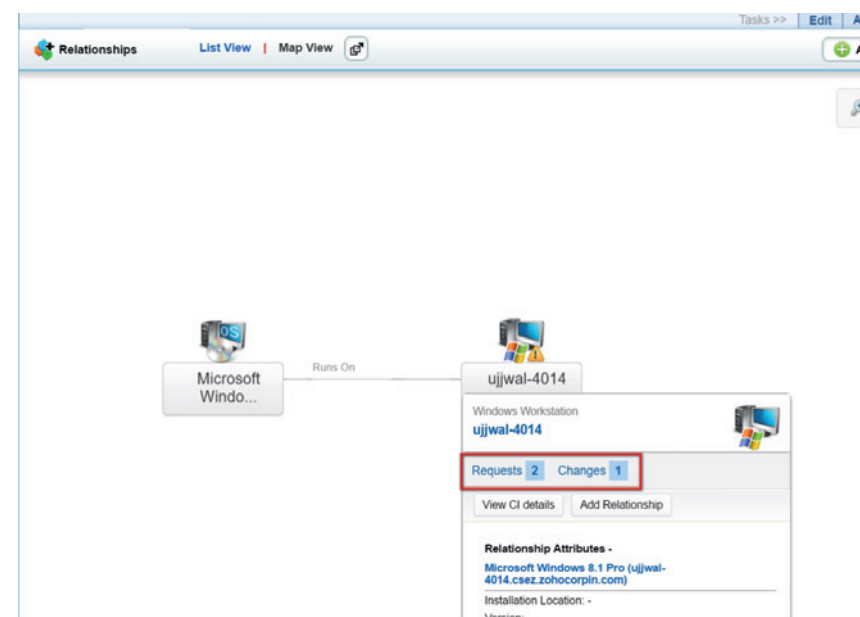 Tasks >> Edit
Relationships List View | Map View
Runs On
Microsoft
Windo...
ujjwal-4014
Windows Workstation
ujjwal-4014
Requests 2 Changes 1
View CI details Add Relationship
Relationship Attributes -
Microsoft Windows 8.1 Pro (ujjwal-
4014.csez.zohocorpin.com)
Installation Location: -